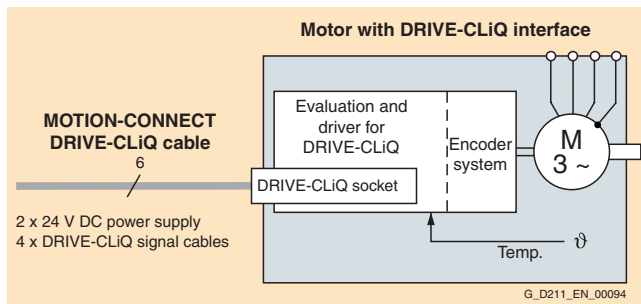 Motor with DRIVE-CLiQ interface
MOTION-CONNECT
DRIVE-CLiQ cable
6
2 x 24 V DC power supply
4 x DRIVE-CLiQ signal cables
Evaluation and
driver for
DRIVE-CLiQ
Encoder
system
DRIVE-CLiQ socket
M
3 ~
Temp.
ϑ
G_D211_EN_00094